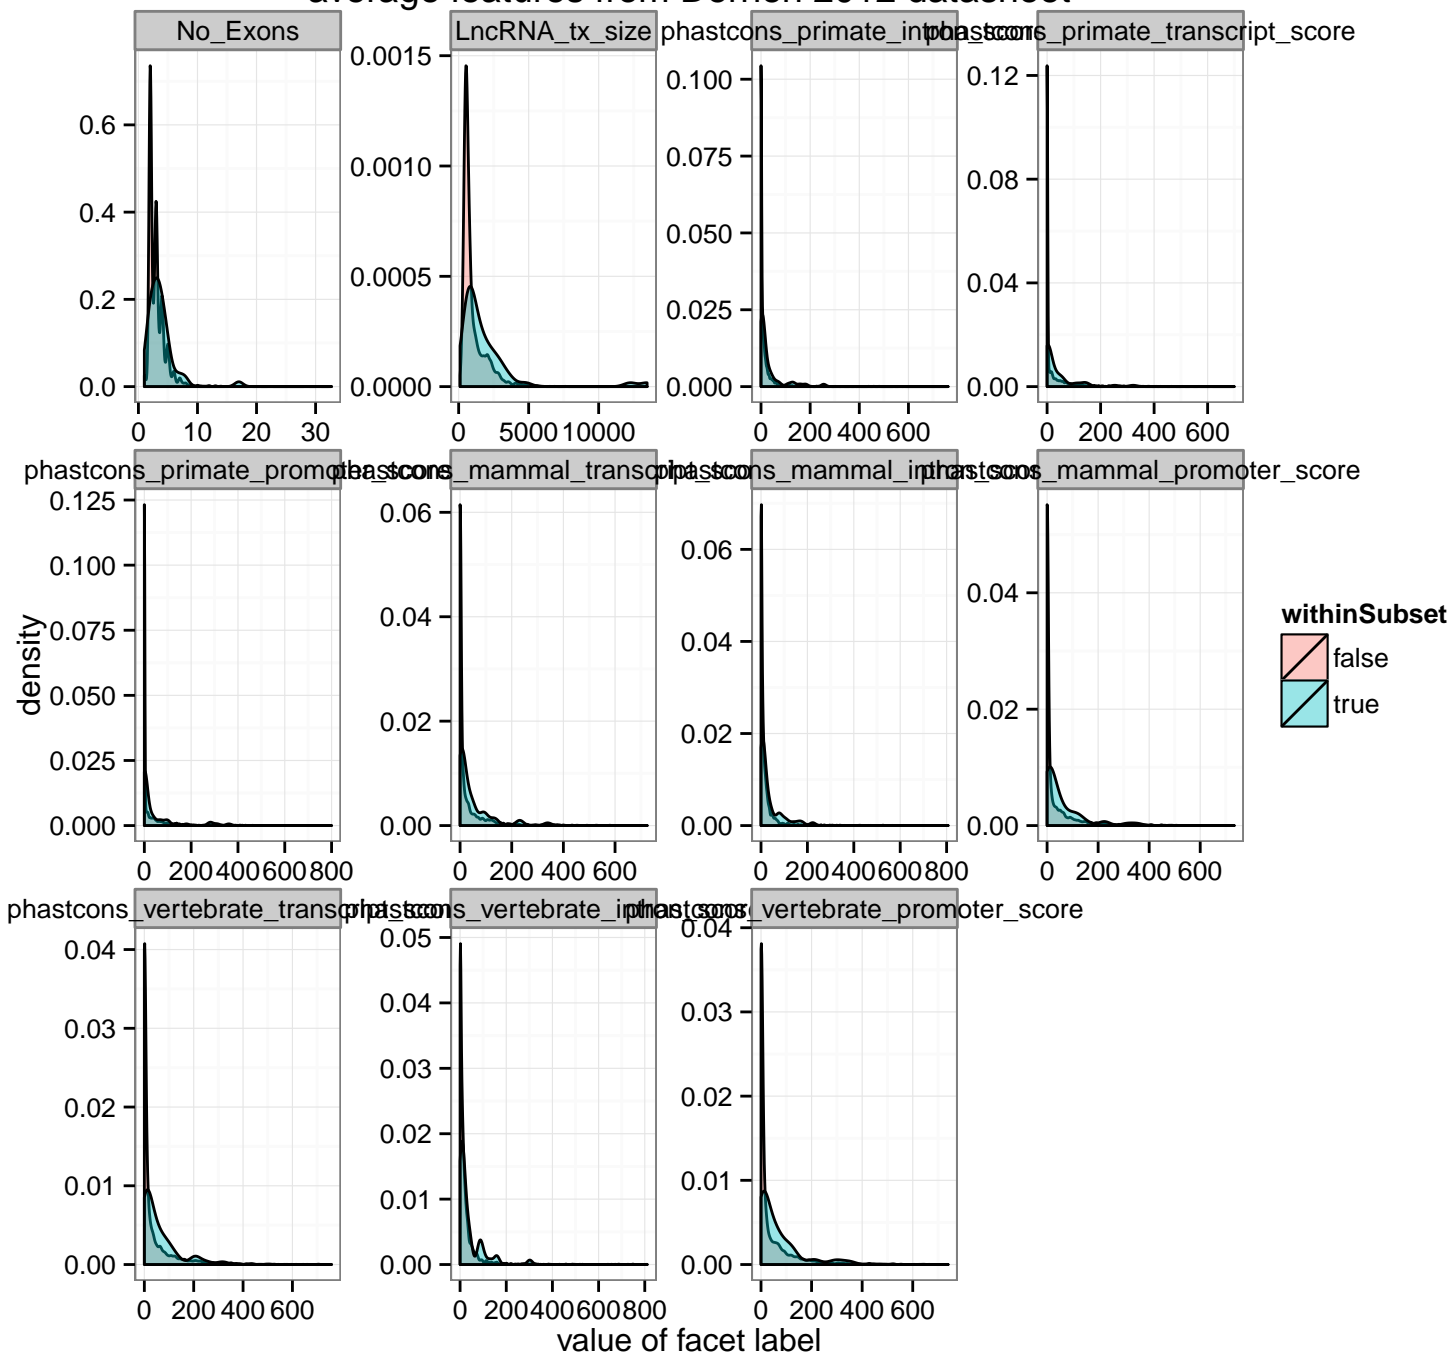 average features from Derrien 2012 datasheet
No_Exons
LncRNA_tx_size
phastcons_primate_intron_score
phastcons_primate_transcript_score
0.6
0.4
0.2
0.0
0.0015
0.0010
0.0005
0.0000
0.100
0.075
0.050
0.025
0.000
0.12
0.08
0.04
0.00
0 10 20 30
0 5000 10000
0 200 400 600
0 200 400 600
phastcons_primate_promoter_score
phastcons_mammal_transcript_score
phastcons_mammal_intron_score
phastcons_mammal_promoter_score
0.125
0.100
0.075
0.050
0.025
0.000
0.06
0.04
0.02
0.00
0.06
0.04
0.02
0.00
0.04
0.02
0.00
0 200 400 600 800
0 200 400 600
0 200 400 600 800
0 200 400 600
phastcons_vertebrate_transcript_score
phastcons_vertebrate_intron_score
phastcons_vertebrate_promoter_score
0.04
0.03
0.02
0.01
0.00
0.05
0.04
0.03
0.02
0.01
0.00
0.04
0.03
0.02
0.01
0.00
0 200 400 600
0 200 400 600 800
0 200 400 600
density
value of facet label
withinSubset
false
true